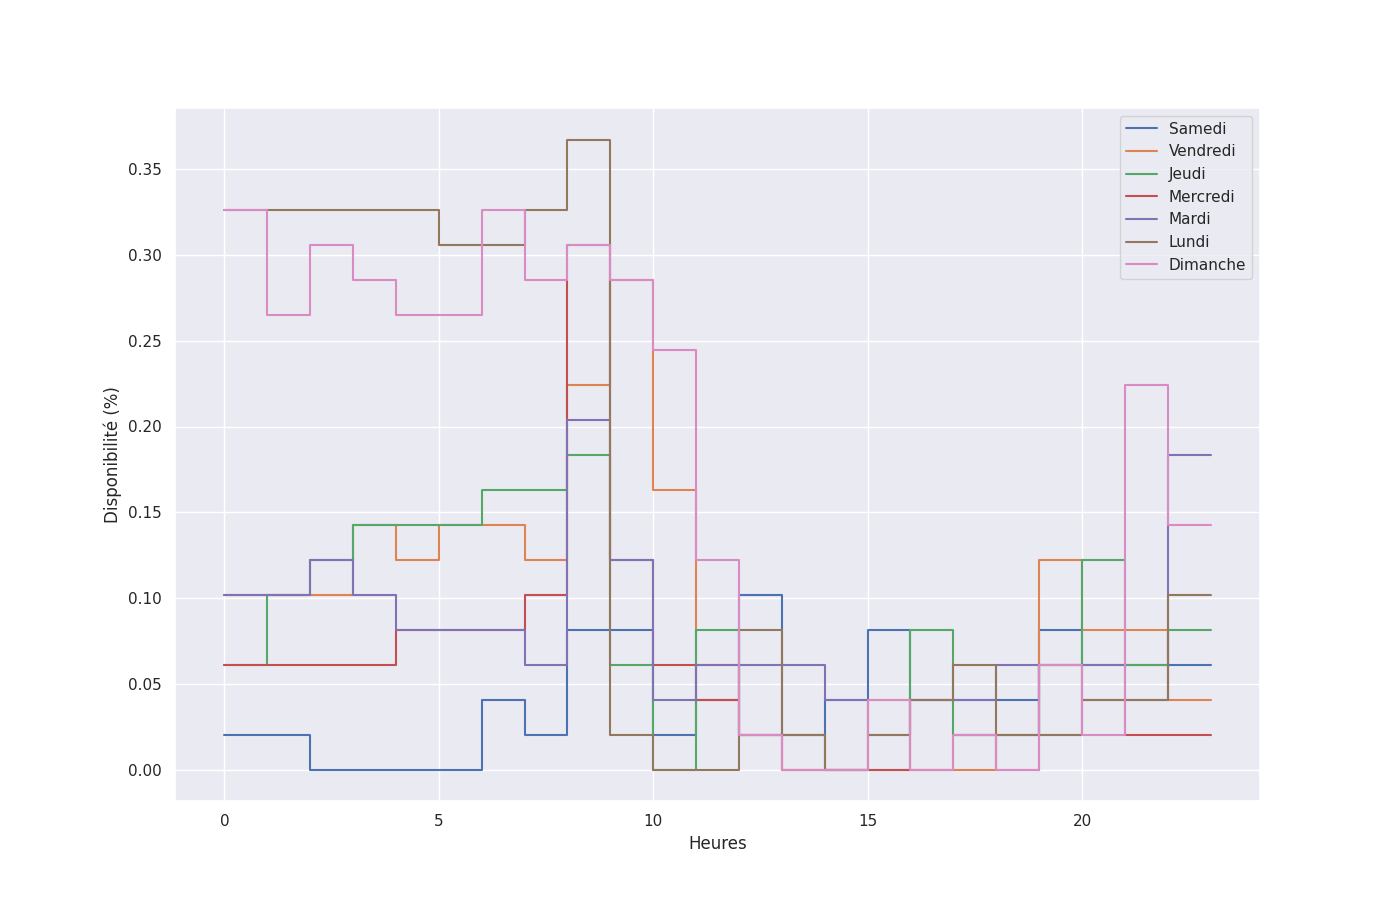 Samedi
Vendredi
Jeudi
Mercredi
Mardi
Lundi
Dimanche
0.35
0.30
0.25
0.20
0.15
0.10
0.05
0.00
Disponibilité (%)
0 5 10 15 20
Heures